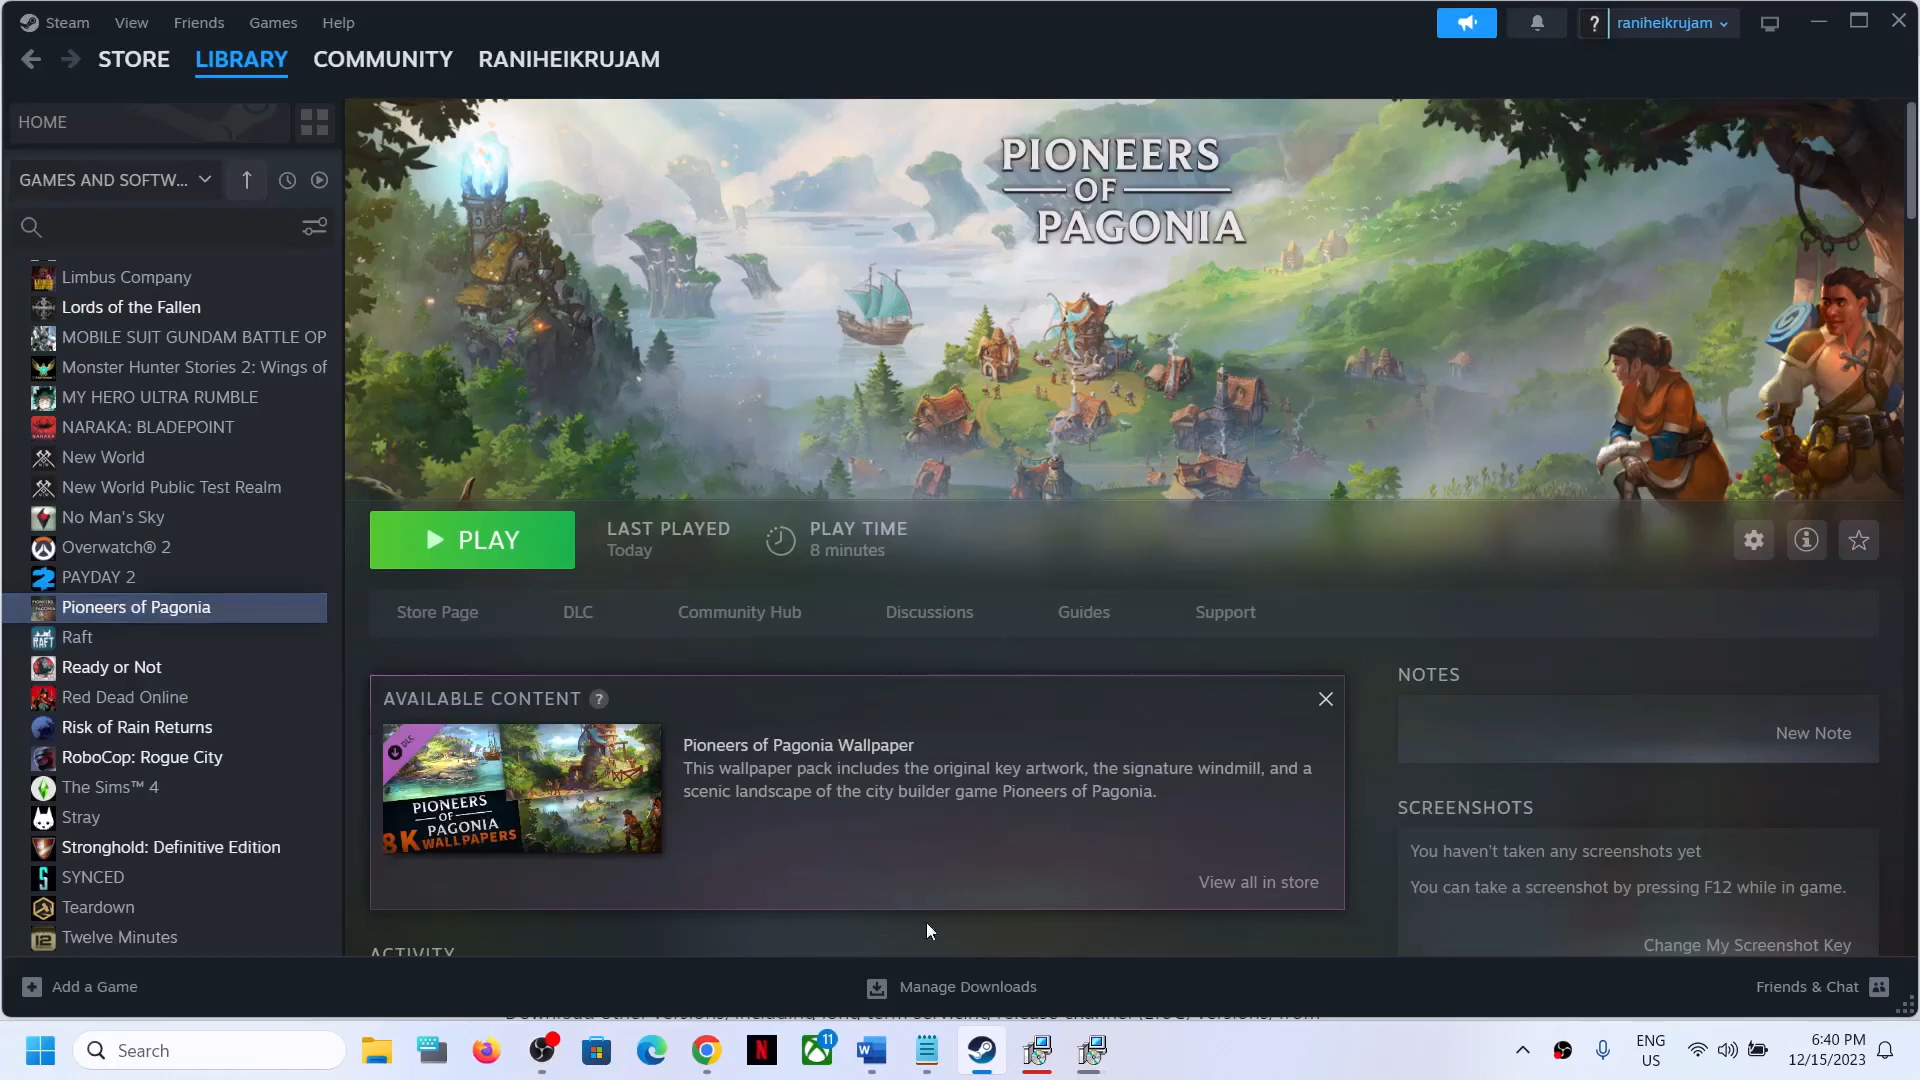 Steam View Friends Games Help
? raniheikrujam
STORE LIBRARY COMMUNITY RANIHEIKRUJAM
HOME
GAMES AND SOFTW...
Limbus Company
Lords of the Fallen
MOBILE SUIT GUNDAM BATTLE OP
Monster Hunter Stories 2: Wings of
MY HERO ULTRA RUMBLE
NARAKA: BLADEPOINT
New World
New World Public Test Realm
No Man's Sky
Overwatch® 2
PAYDAY 2
Pioneers of Pagonia
Raft
Ready or Not
Red Dead Online
Risk of Rain Returns
RoboCop: Rogue City
The Sims™ 4
Stray
Stronghold: Definitive Edition
SYNCED
Teardown
Twelve Minutes
PIONEERS
OF
PAGONIA
PLAY
LAST PLAYED
Today
PLAY TIME
8 minutes
Store Page DLC Community Hub Discussions Guides Support
AVAILABLE CONTENT ?
DLC
PIONEERS
OF
PAGONIA
8K WALLPAPERS
Pioneers of Pagonia Wallpaper
This wallpaper pack includes the original key artwork, the signature windmill, and a
scenic landscape of the city builder game Pioneers of Pagonia.
View all in store
ACTIVITY
NOTES
New Note
SCREENSHOTS
You haven't taken any screenshots yet
You can take a screenshot by pressing F12 while in game.
Change My Screenshot Key
Add a Game
Manage Downloads
Friends & Chat
Search
11
ENG
US
6:40 PM
12/15/2023